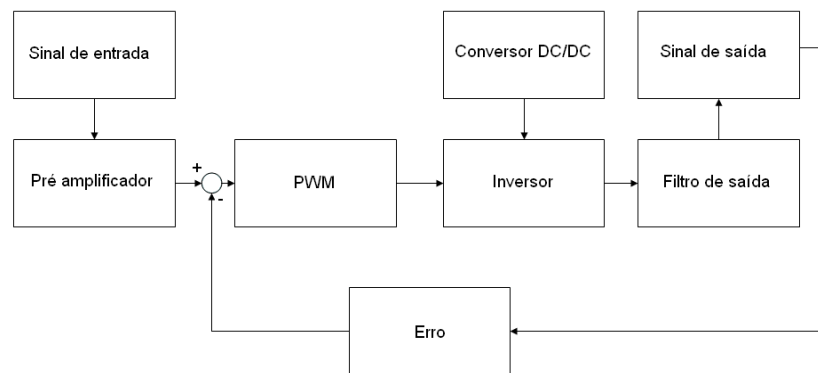 Sinal de entrada
Conversor DC/DC
Sinal de saída
Pré amplificador
+
-
PWM
Inversor
Filtro de saída
Erro